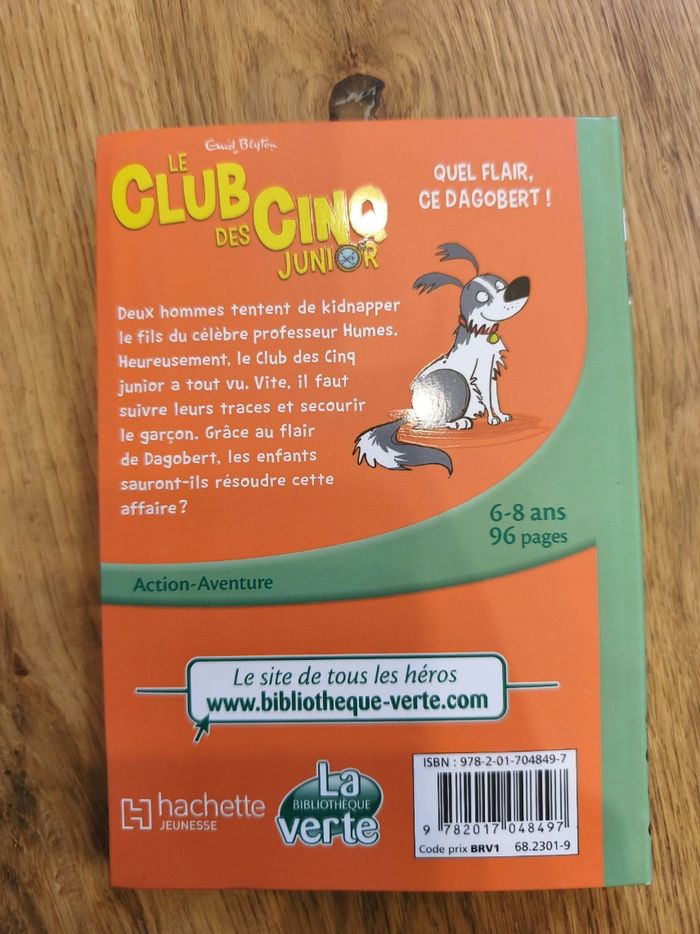 Enid Blyton
LE
CLUB
DES CINQ
JUNIOR
QUEL FLAIR,
CE DAGOBERT !
Deux hommes tentent de kidnapper
le fils du célèbre professeur Humes.
Heureusement, le Club des Cinq
junior a tout vu. Vite, il faut
suivre leurs traces et secourir
le garçon. Grâce au flair
de Dagobert, les enfants
sauront-ils résoudre cette
affaire ?
6-8 ans
96 pages
Action-Aventure
Le site de tous les héros
www.bibliotheque-verte.com
hachette
JEUNESSE
La
BIBLIOTHÈQUE
verte
ISBN : 978-2-01-704849-7
9 782017 048497
Code prix BRV1 68.2301-9